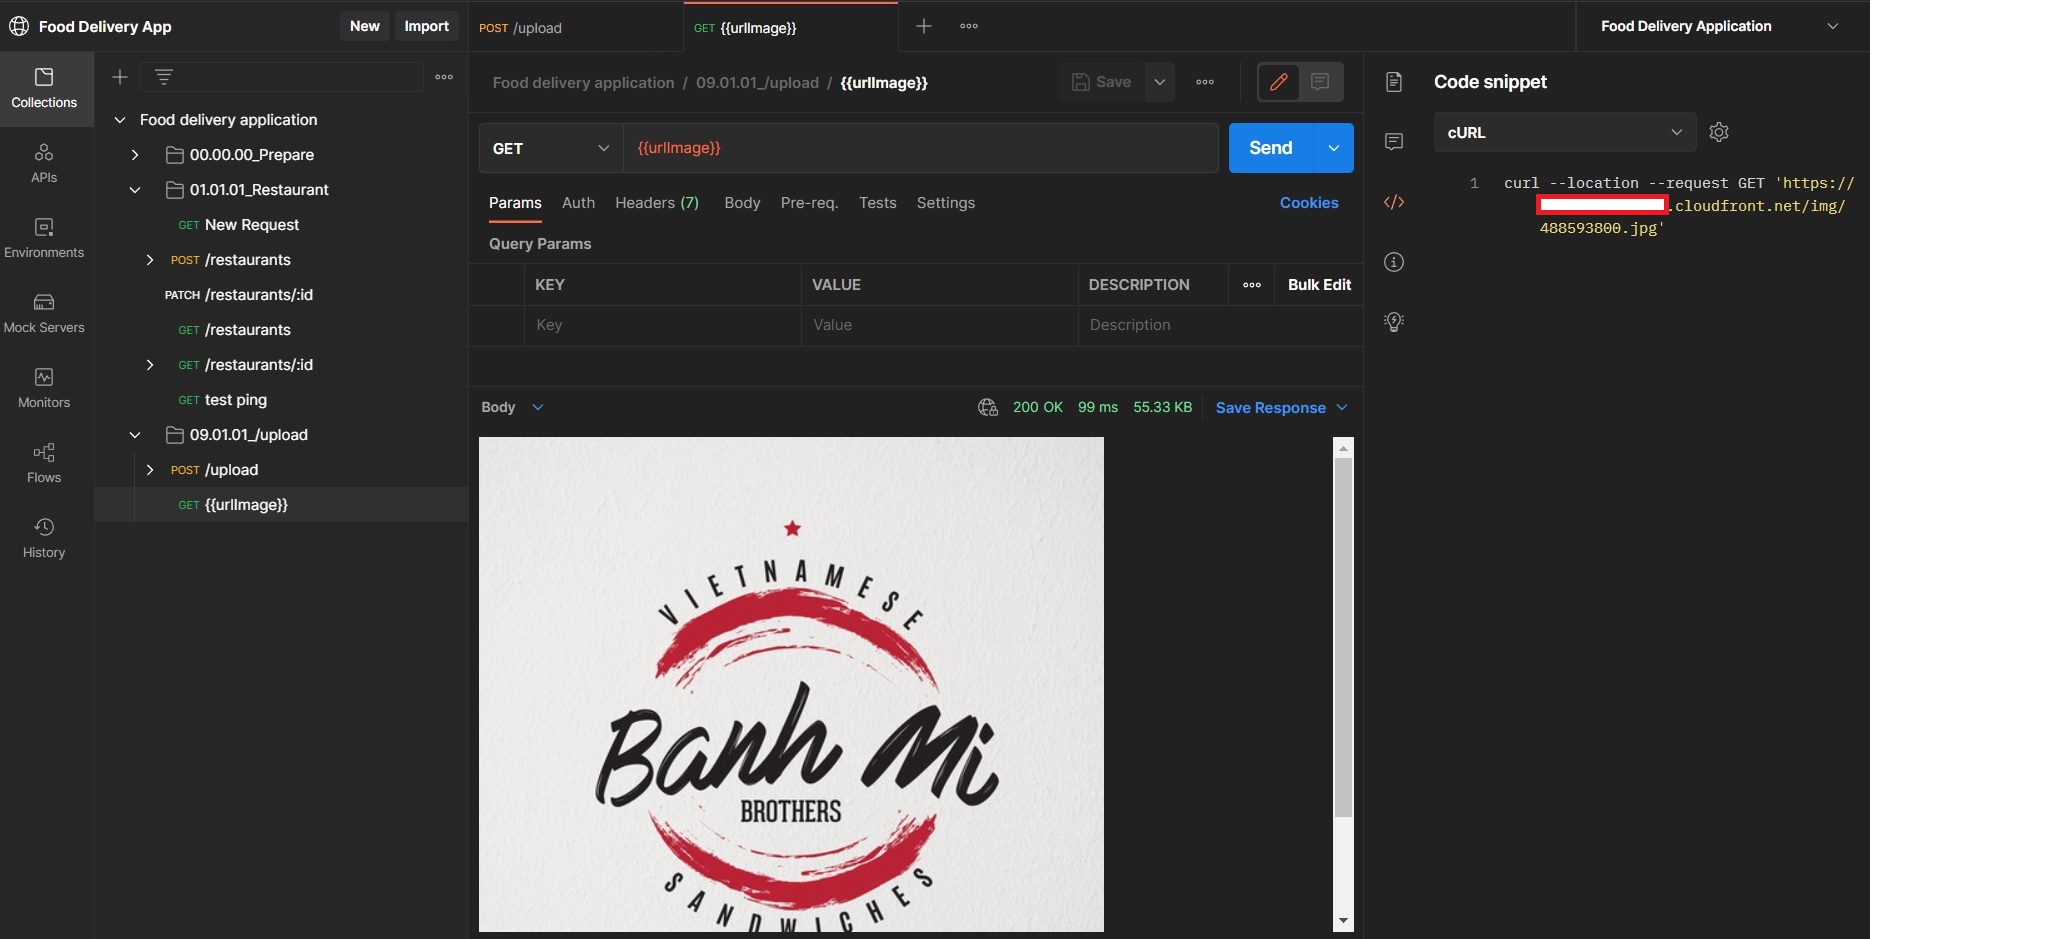 Food Delivery App
New
Import
POST /upload
GET {{urlImage}}
Food Delivery Application
Collections
APIs
Environments
Mock Servers
Monitors
Flows
History
Food delivery application
00.00.00_Prepare
01.01.01_Restaurant
GET New Request
POST /restaurants
PATCH /restaurants/:id
GET /restaurants
GET /restaurants/:id
GET test ping
09.01.01_/upload
POST /upload
GET {{urlImage}}
Food delivery application / 09.01.01_/upload / {{urlImage}}
Save
GET
{{urlImage}}
Send
Params Auth Headers (7) Body Pre-req. Tests Settings
Cookies
Query Params
KEY VALUE DESCRIPTION
Bulk Edit
Key Value Description
Body
200 OK 99 ms 55.33 KB
Save Response
VIETNAMESE
Banh Mi
BROTHERS
SANDWICHES
Code snippet
cURL
1 curl --location --request GET 'https://
.cloudfront.net/img/
488593800.jpg'